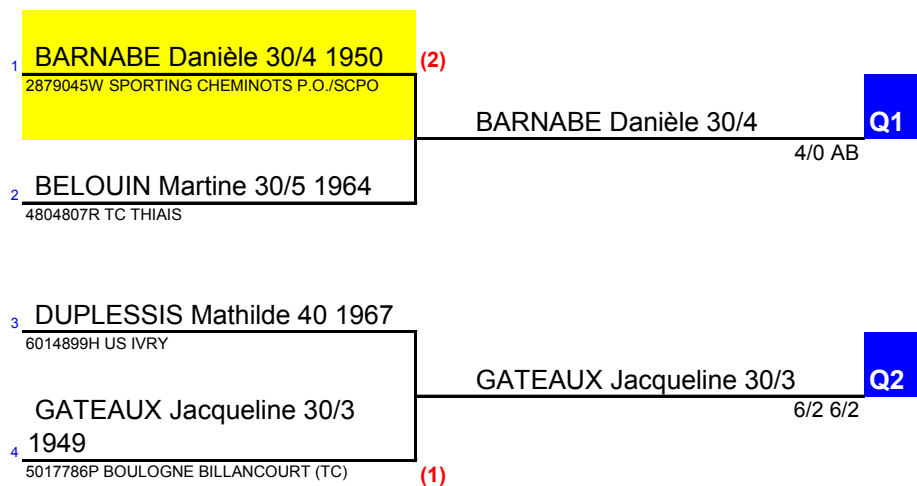 1 BARNABE Danièle 30/4 1950 (2)
2879045W SPORTING CHEMINOTS P.O./SCPO
BARNABE Danièle 30/4 Q1
4/0 AB
2 BELOUIN Martine 30/5 1964
4804807R TC THIAIS
3 DUPLESSIS Mathilde 40 1967
6014899H US IVRY
GATEAUX Jacqueline 30/3 Q2
6/2 6/2
GATEAUX Jacqueline 30/3
4 1949
5017786P BOULOGNE BILLANCOURT (TC) (1)